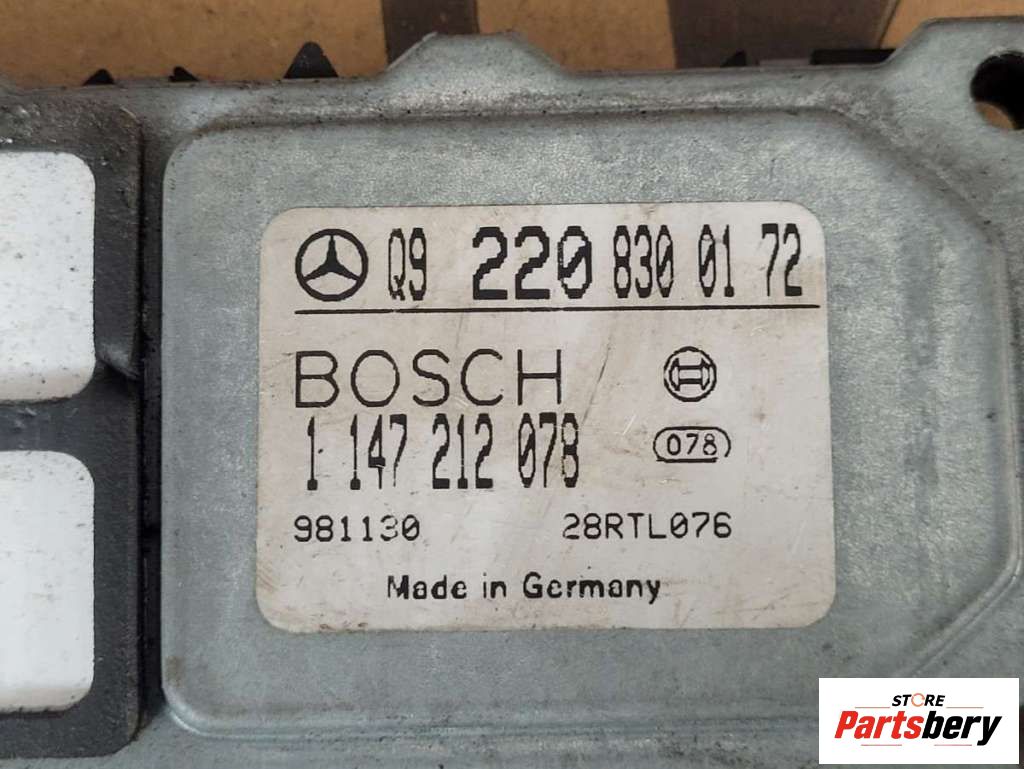 Q9 220 830 01 72
BOSCH
1 147 212 078
078
981130 28RTL076
Made in Germany
STORE
Partsbery